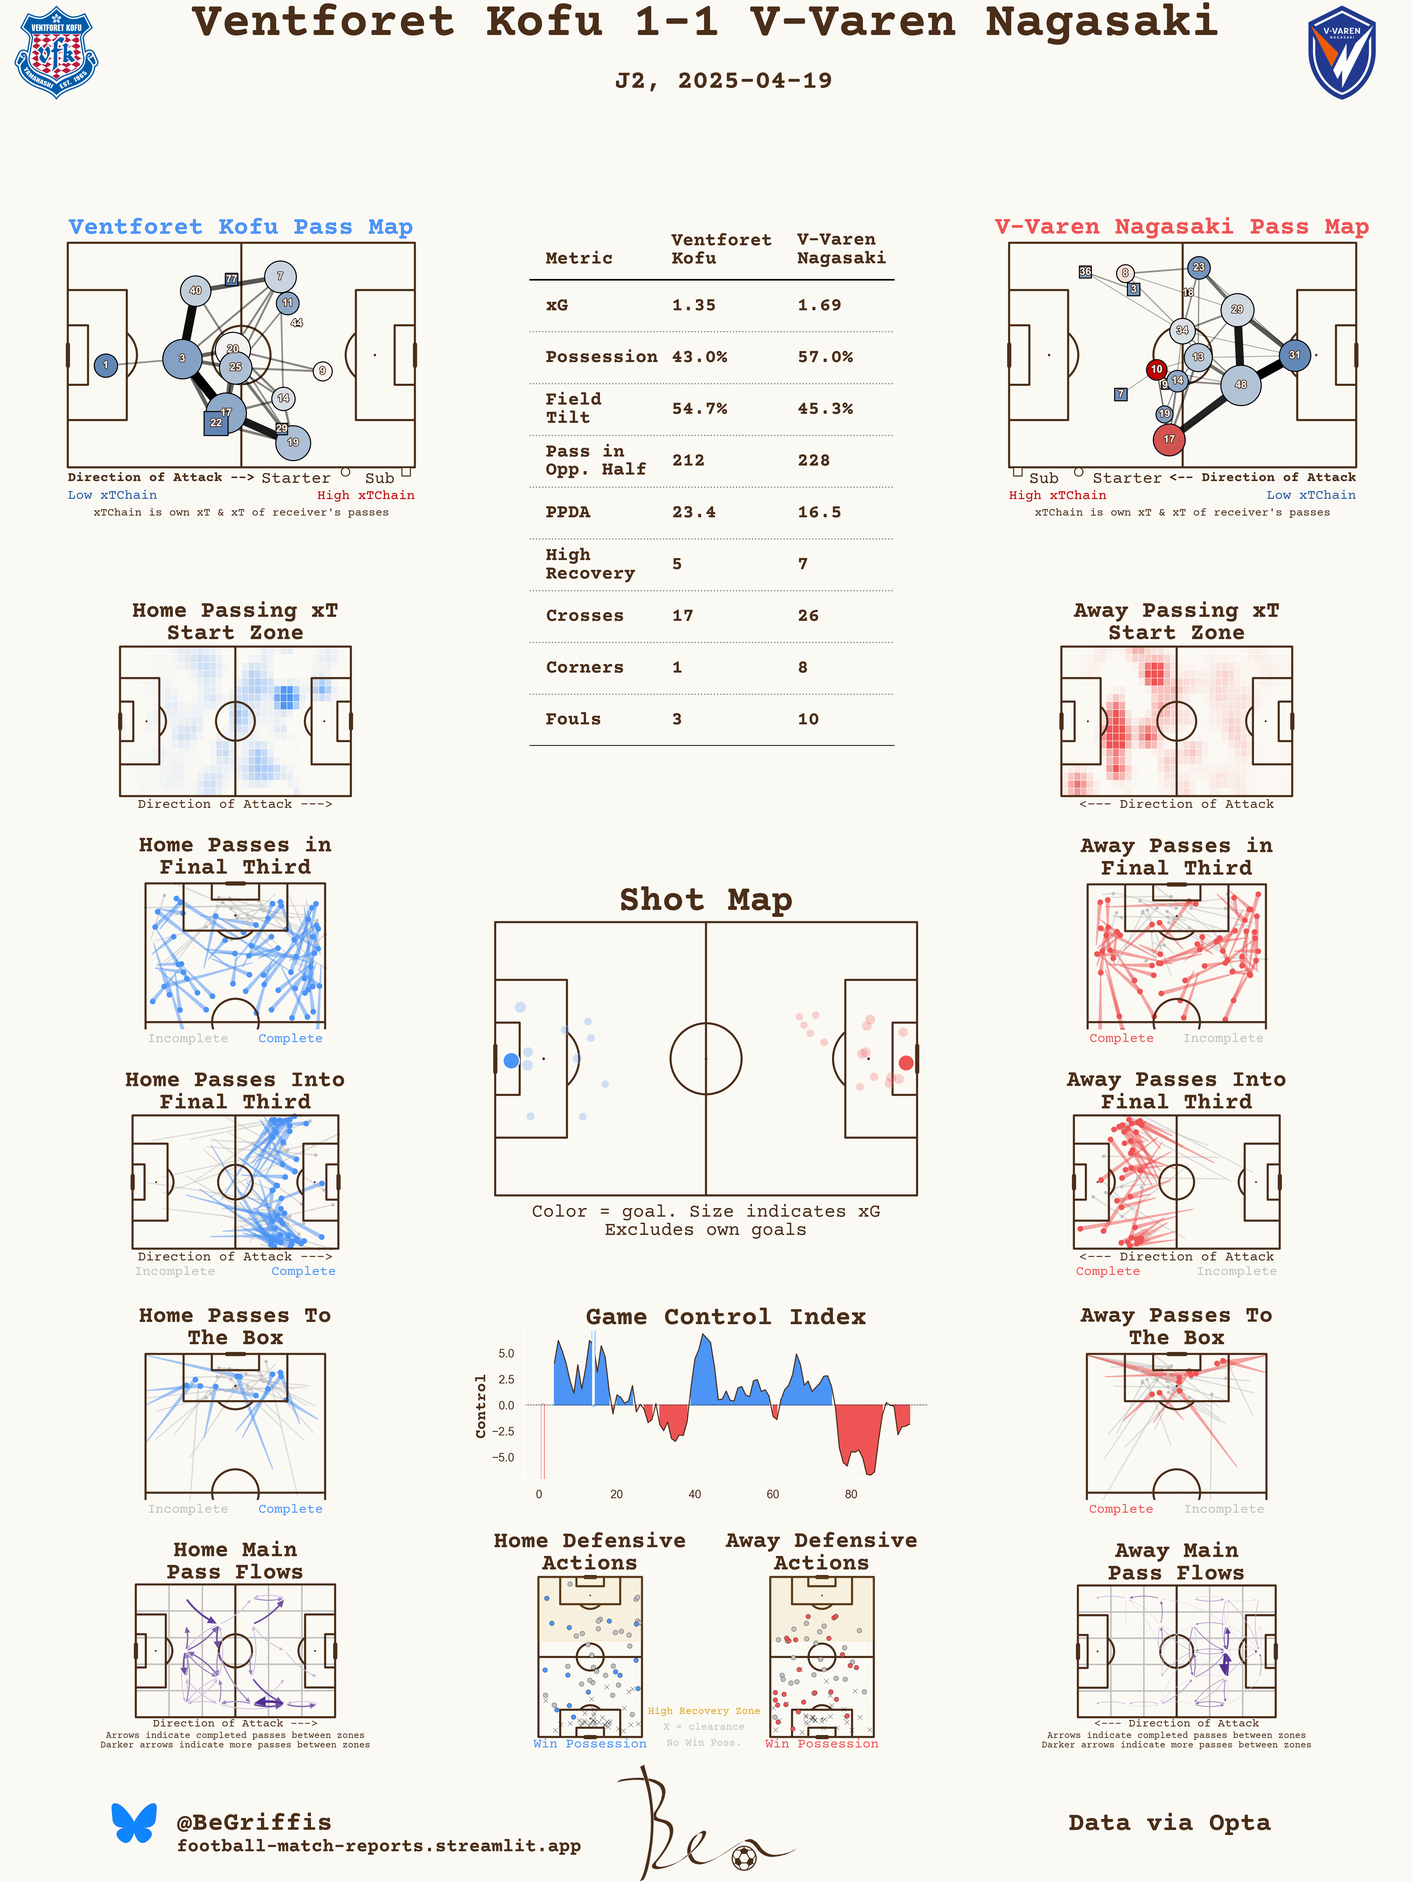 Ventforet Kofu 1-1 V-Varen Nagasaki
J2, 2025-04-19
VENTFORET KOFU
vfk
YAMANASHI EST. 1965
V·VAREN
NAGASAKI
Ventforet Kofu Pass Map
40
77
7
11
44
1
3
20
25
9
14
17
22
29
19
Direction of Attack --> Starter Sub
Low xTChain High xTChain
xTChain is own xT & xT of receiver's passes
Metric Ventforet Kofu V-Varen Nagasaki
xG 1.35 1.69
Possession 43.0% 57.0%
Field Tilt 54.7% 45.3%
Pass in Opp. Half 212 228
PPDA 23.4 16.5
High Recovery 5 7
Crosses 17 26
Corners 1 8
Fouls 3 10
V-Varen Nagasaki Pass Map
36
8
23
3
18
29
34
13
31
10
14
9
48
7
19
17
Sub Starter <-- Direction of Attack
High xTChain Low xTChain
xTChain is own xT & xT of receiver's passes
Home Passing xT
Start Zone
Direction of Attack --->
Away Passing xT
Start Zone
<--- Direction of Attack
Home Passes in
Final Third
Incomplete Complete
Away Passes in
Final Third
Complete Incomplete
Shot Map
Color = goal. Size indicates xG
Excludes own goals
Home Passes Into
Final Third
Direction of Attack --->
Incomplete Complete
Away Passes Into
Final Third
<--- Direction of Attack
Complete Incomplete
Home Passes To
The Box
Incomplete Complete
Game Control Index
Control
5.0
2.5
0.0
−2.5
−5.0
0 20 40 60 80
Away Passes To
The Box
Complete Incomplete
Home Main
Pass Flows
Direction of Attack --->
Arrows indicate completed passes between zones
Darker arrows indicate more passes between zones
Home Defensive
Actions
Win Possession
High Recovery Zone
X = clearance
No Win Poss.
Away Defensive
Actions
Win Possession
Away Main
Pass Flows
<--- Direction of Attack
Arrows indicate completed passes between zones
Darker arrows indicate more passes between zones
@BeGriffis
football-match-reports.streamlit.app
Ben
Data via Opta